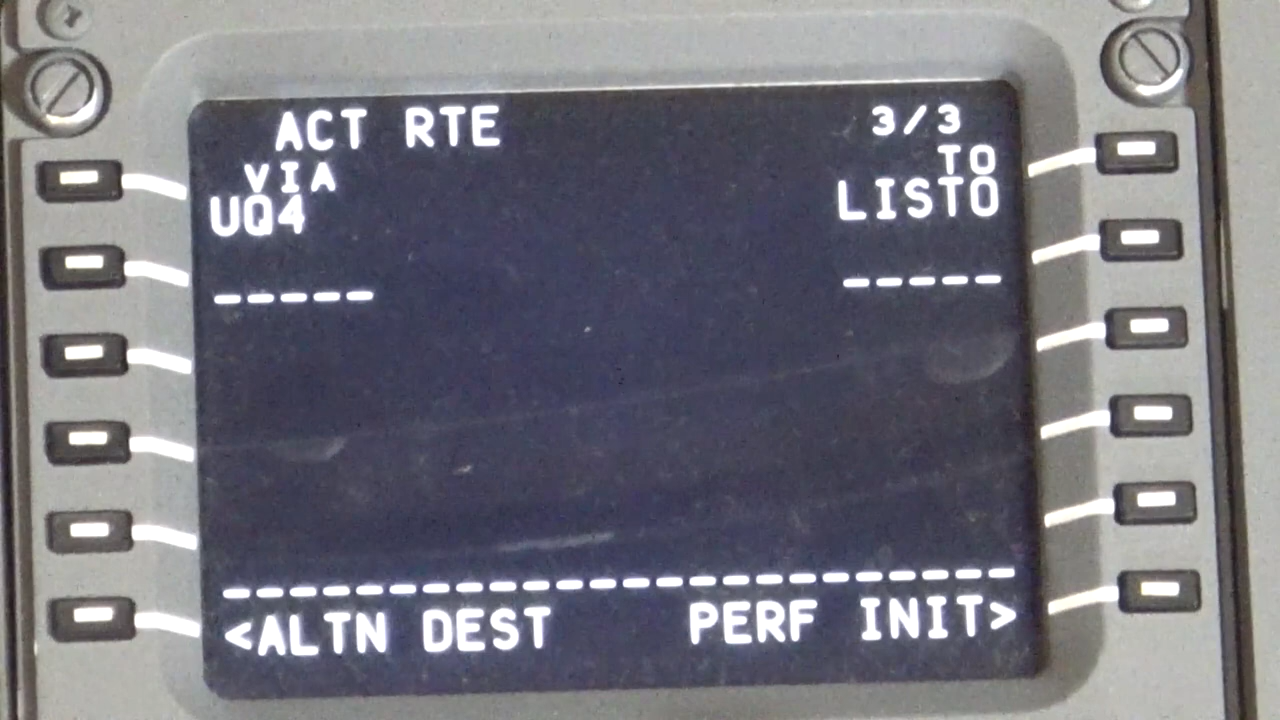 ACT RTE 3/3
VIA TO
UQ4 LISTO
----- -----
------------------------
<ALTN DEST PERF INIT>